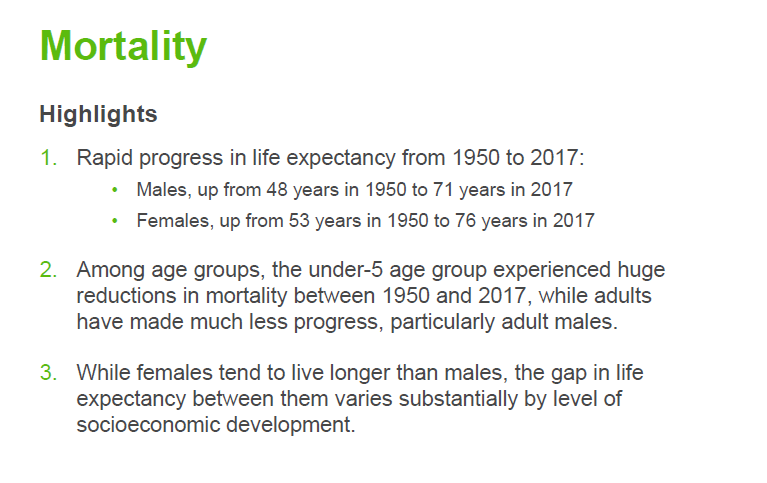 Mortality
Highlights
1. Rapid progress in life expectancy from 1950 to 2017:
• Males, up from 48 years in 1950 to 71 years in 2017
• Females, up from 53 years in 1950 to 76 years in 2017
2. Among age groups, the under-5 age group experienced huge
reductions in mortality between 1950 and 2017, while adults
have made much less progress, particularly adult males.
3. While females tend to live longer than males, the gap in life
expectancy between them varies substantially by level of
socioeconomic development.